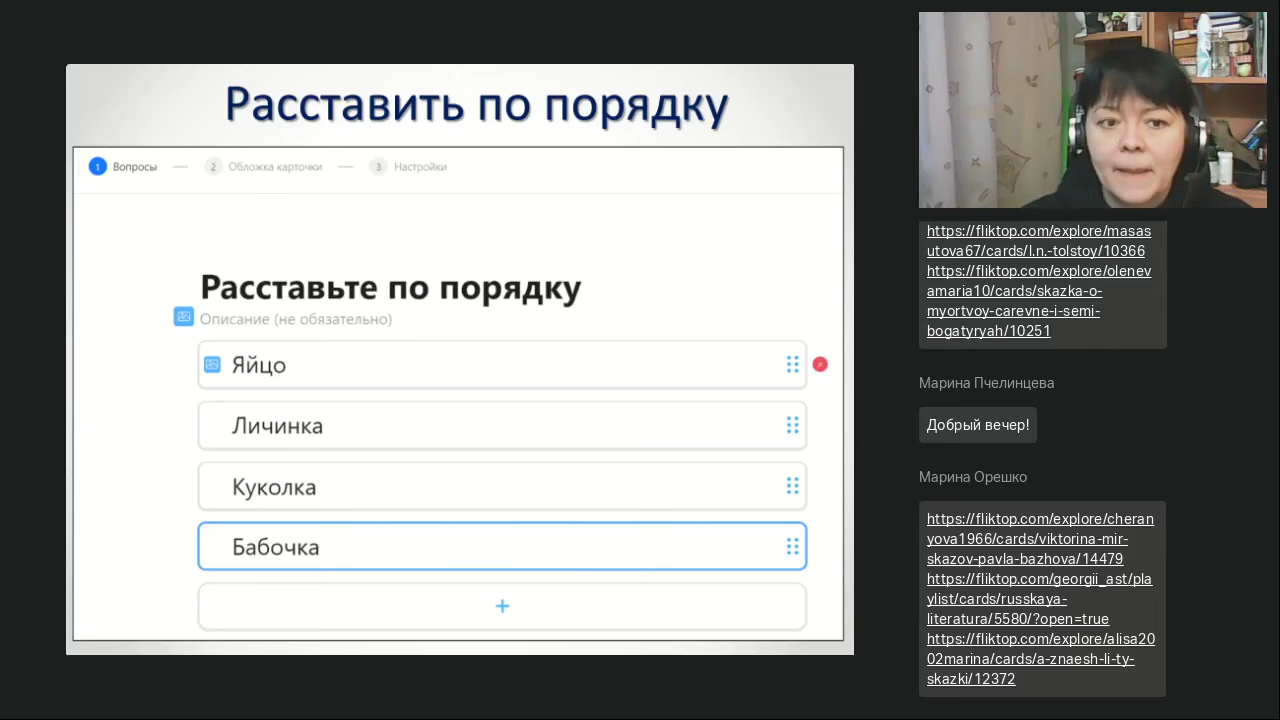 Расставить по порядку
1 Вопросы — 2 Обложка карточки — 3 Настройки
Расставьте по порядку
Описание (не обязательно)
Яйцо
Личинка
Куколка
Бабочка
+
https://fliktop.com/explore/masas
utova67/cards/l.n.-tolstoy/10366
https://fliktop.com/explore/olenev
amaria10/cards/skazka-o-
myortvoy-carevne-i-semi-
bogatyryah/10251
Марина Пчелинцева
Добрый вечер!
Марина Орешко
https://fliktop.com/explore/cheran
yova1966/cards/viktorina-mir-
skazov-pavla-bazhova/14479
https://fliktop.com/georgii_ast/pla
ylist/cards/russkaya-
literatura/5580/?open=true
https://fliktop.com/explore/alisa20
02marina/cards/a-znaesh-li-ty-
skazki/12372